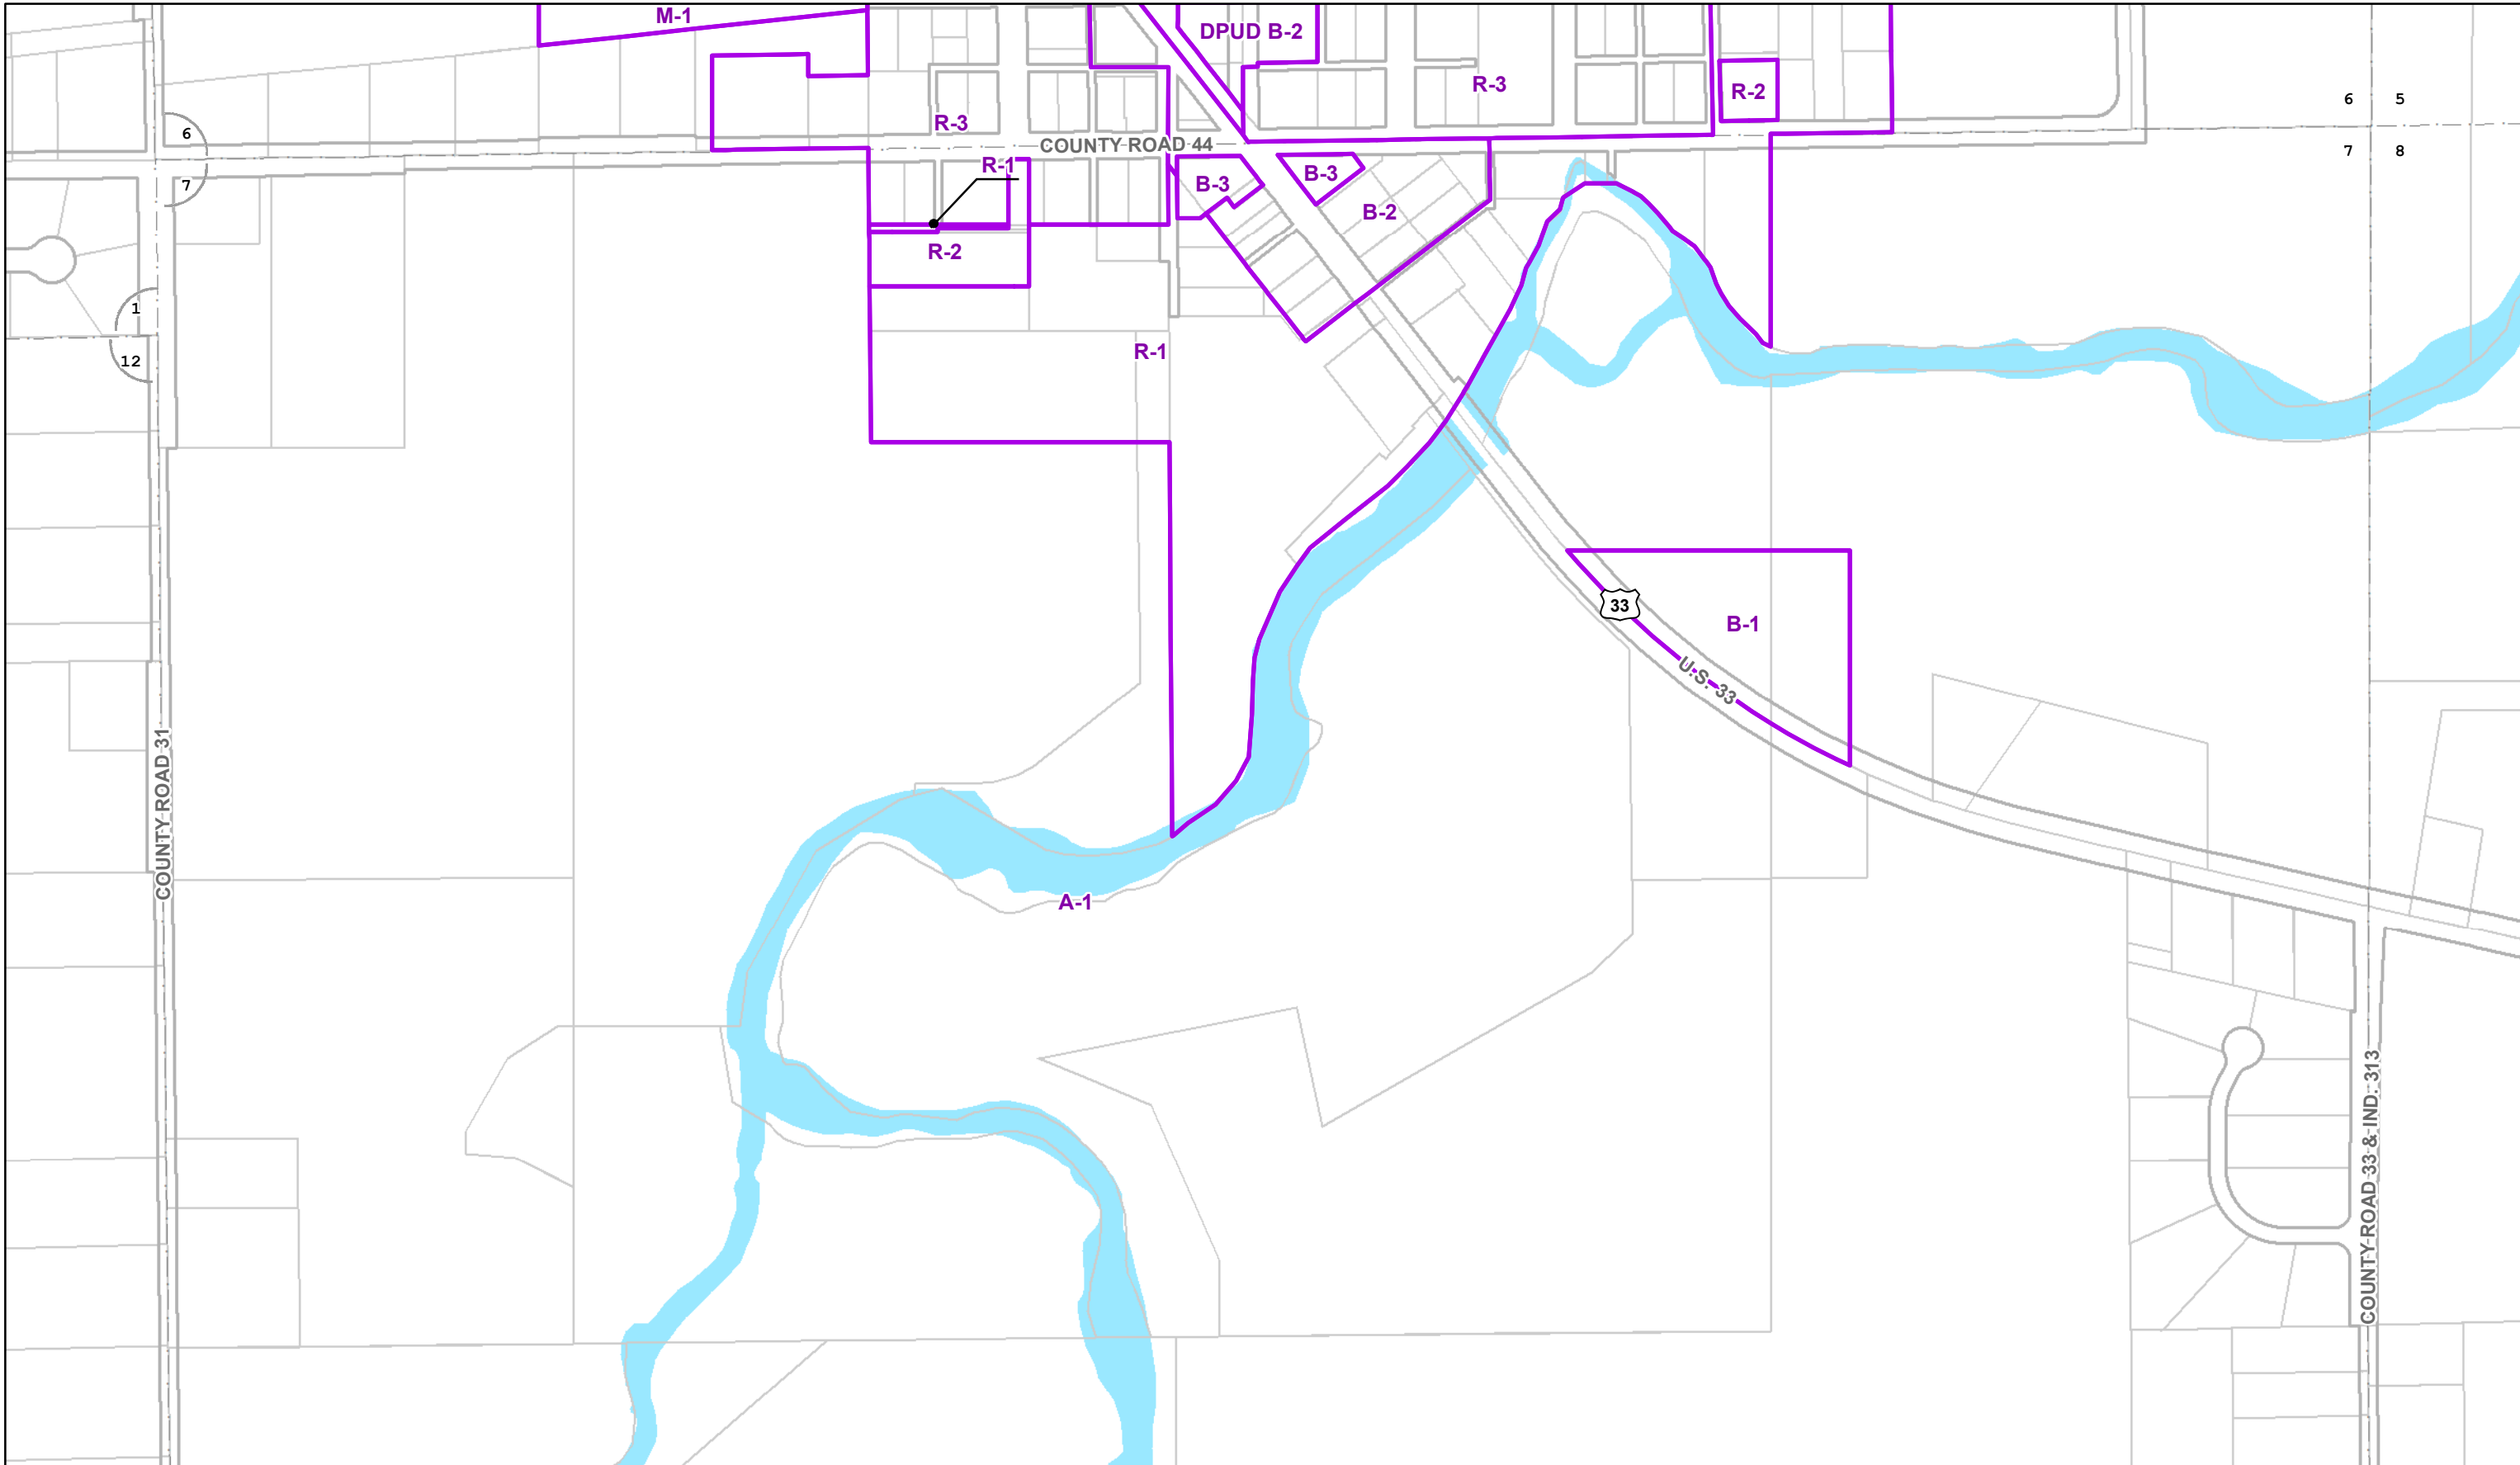 M-1
DPUD B-2
R-3
R-2
6 5
R-3
6
COUNTY ROAD 44
7 8
R-1
B-3
B-3
7
B-2
R-2
1
R-1
12
33
B-1
U.S. 33
COUNTY ROAD 31
A-1
COUNTY ROAD 33 & IND. 313